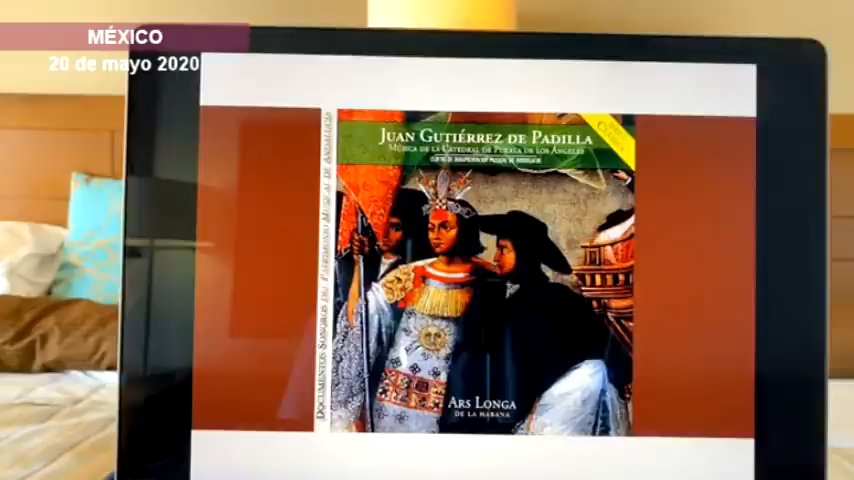 MÉXICO
20 de mayo 2020
JUAN GUTIÉRREZ DE PADILLA
MÚSICA DE LA CATEDRAL DE PUEBLA DE LOS ÁNGELES
DOCUMENTOS SONOROS DEL PATRIMONIO MUSICAL DE ANDALUCÍA
ARS LONGA
DE LA HABANA